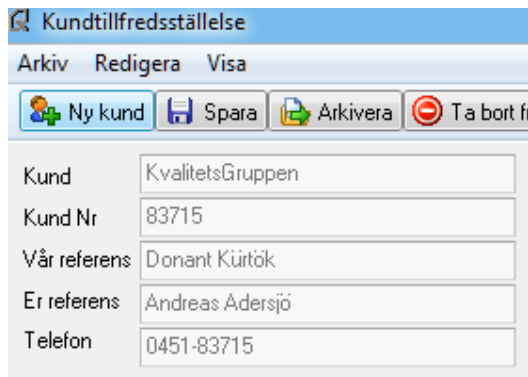 Kundtillfredsställelse
Arkiv Redigera Visa
Ny kund Spara Arkivera Ta bort
Kund KvalitetsGruppen
Kund Nr 83715
Vår referens Donant Kürtök
Er referens Andreas Adersjö
Telefon 0451-83715